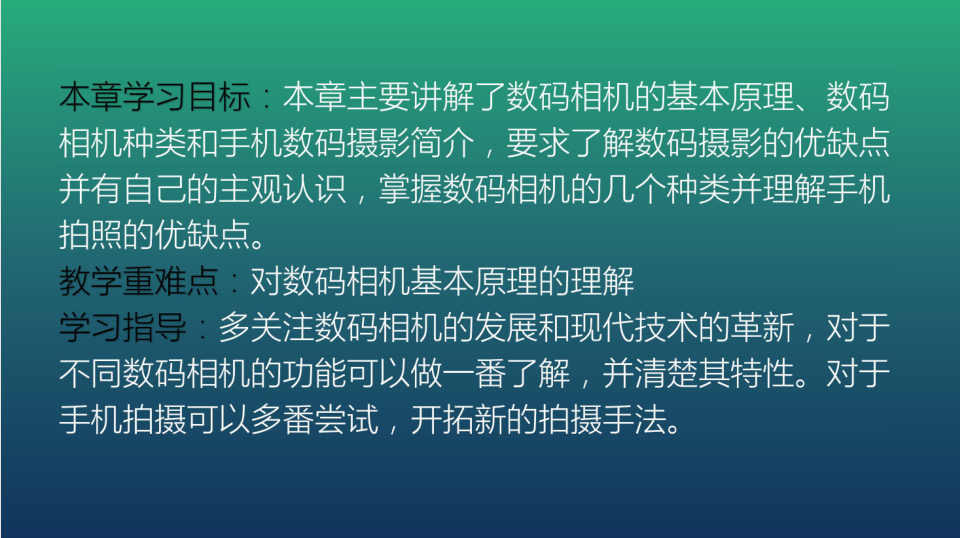 本章学习目标：本章主要讲解了数码相机的基本原理、数码
相机种类和手机数码摄影简介，要求了解数码摄影的优缺点
并有自己的主观认识，掌握数码相机的几个种类并理解手机
拍照的优缺点。
教学重难点：对数码相机基本原理的理解
学习指导：多关注数码相机的发展和现代技术的革新，对于
不同数码相机的功能可以做一番了解，并清楚其特性。对于
手机拍摄可以多番尝试，开拓新的拍摄手法。